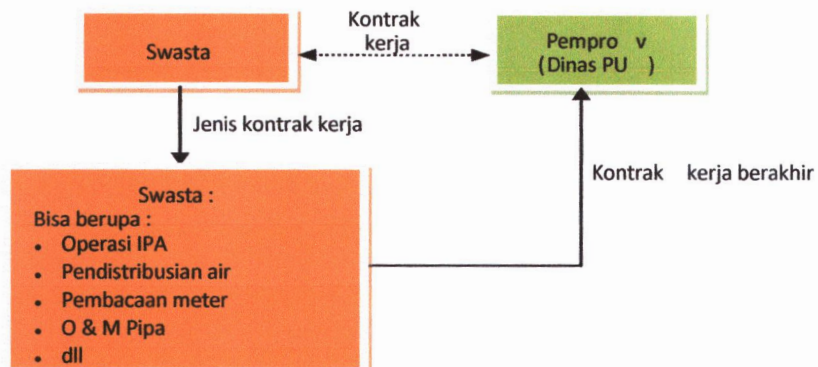 Kontrak
kerja
Swasta
Pempro v
(Dinas PU )
Jenis kontrak kerja
Kontrak kerja berakhir
Swasta :
Bisa berupa :
• Operasi IPA
• Pendistribusian air
• Pembacaan meter
• O & M Pipa
• dll